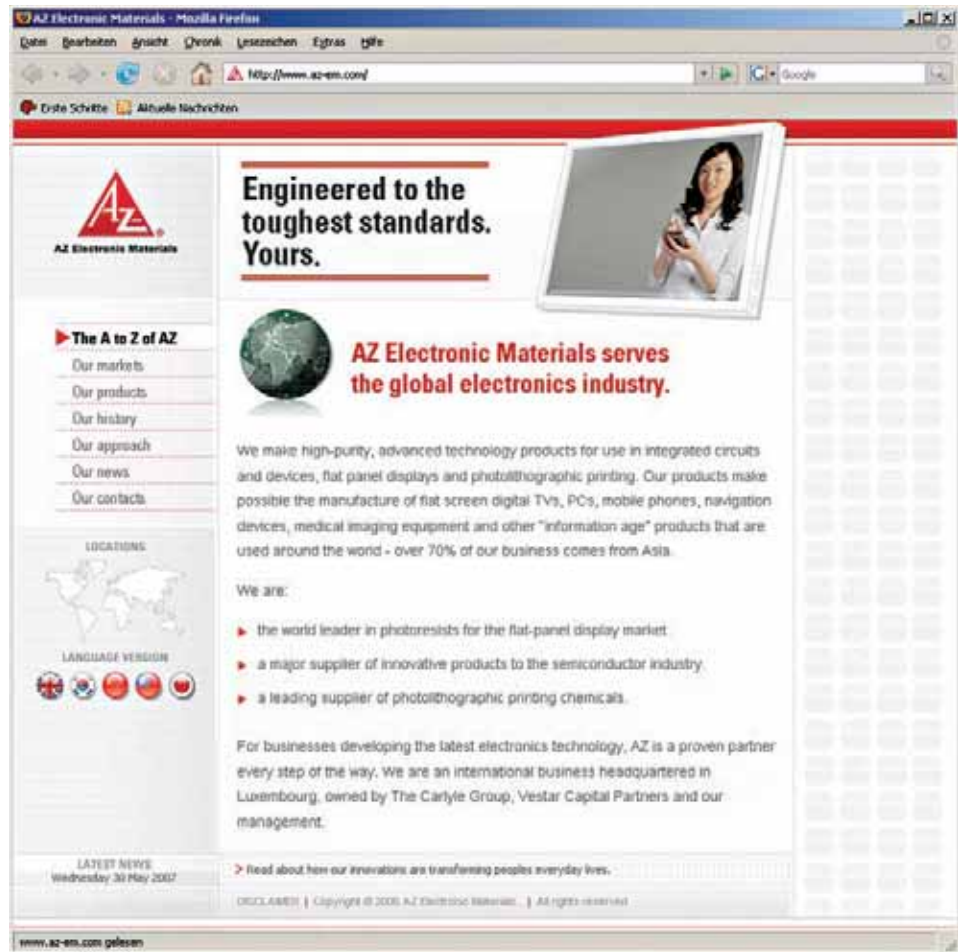 AZ Electronic Materials - Mozilla Firefox
Datei Bearbeiten Ansicht Chronik Lesezeichen Extras Hilfe
http://www.az-em.com/
Google
Erste Schritte Aktuelle Nachrichten
AZ
AZ Electronic Materials
Engineered to the
toughest standards.
Yours.
The A to Z of AZ
Our markets
Our products
Our history
Our approach
Our news
Our contacts
LOCATIONS
LANGUAGE VERSION
AZ Electronic Materials serves
the global electronics industry.
We make high-purity, advanced technology products for use in integrated circuits
and devices, flat panel displays and photolithographic printing. Our products make
possible the manufacture of flat screen digital TVs, PCs, mobile phones, navigation
devices, medical imaging equipment and other "information age" products that are
used around the world - over 70% of our business comes from Asia.
We are:
the world leader in photoresists for the flat-panel display market
a major supplier of innovative products to the semiconductor industry.
a leading supplier of photolithographic printing chemicals.
For businesses developing the latest electronics technology, AZ is a proven partner
every step of the way. We are an international business headquartered in
Luxembourg, owned by The Carlyle Group, Vestar Capital Partners and our
management.
LATEST NEWS
Wednesday 30 May 2007
> Read about how our innovations are transforming peoples everyday lives.
DISCLAIMER | Copyright © 2006 AZ Electronic Materials. | All rights reserved
www.az-em.com gelesen